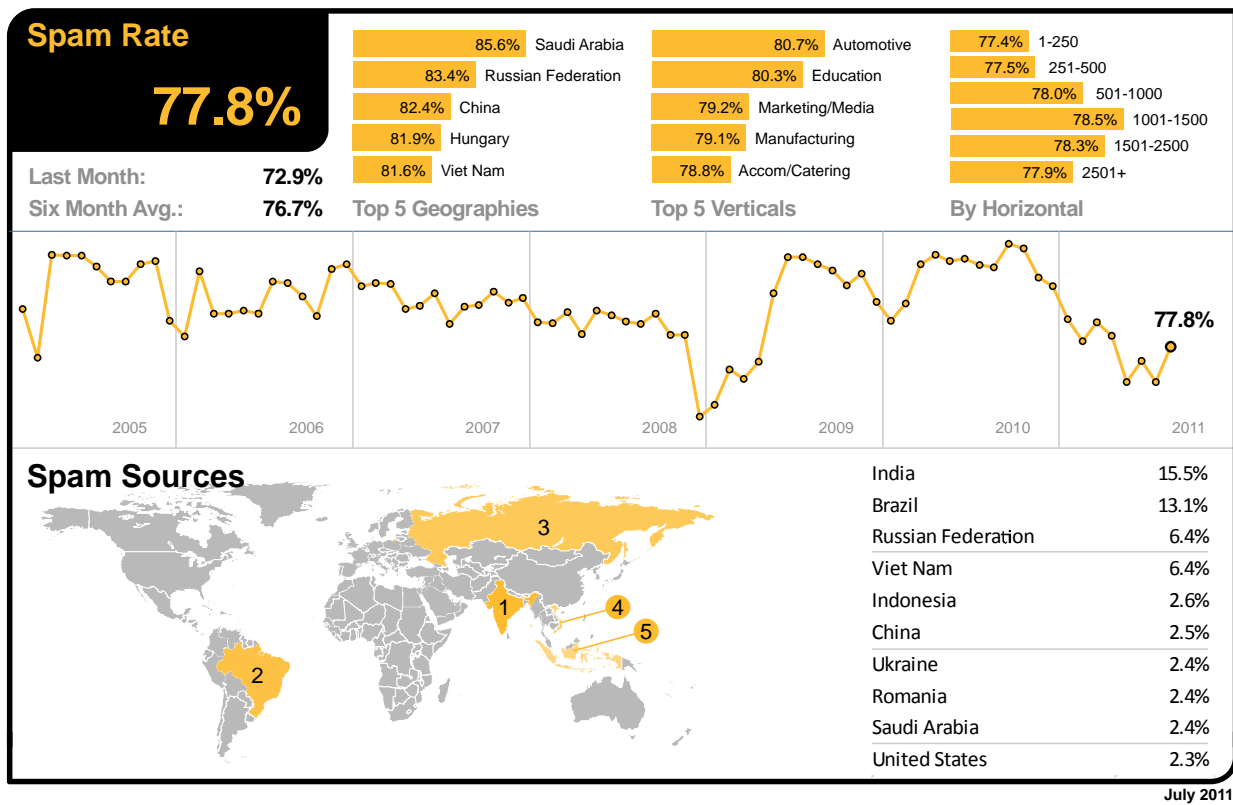 Spam Rate
77.8%
Last Month: 72.9%
Six Month Avg.: 76.7%
85.6% Saudi Arabia
83.4% Russian Federation
82.4% China
81.9% Hungary
81.6% Viet Nam
Top 5 Geographies
80.7% Automotive
80.3% Education
79.2% Marketing/Media
79.1% Manufacturing
78.8% Accom/Catering
Top 5 Verticals
77.4% 1-250
77.5% 251-500
78.0% 501-1000
78.5% 1001-1500
78.3% 1501-2500
77.9% 2501+
By Horizontal
77.8%
2005 2006 2007 2008 2009 2010 2011
Spam Sources
1
2
3
4
5
India 15.5%
Brazil 13.1%
Russian Federation 6.4%
Viet Nam 6.4%
Indonesia 2.6%
China 2.5%
Ukraine 2.4%
Romania 2.4%
Saudi Arabia 2.4%
United States 2.3%
July 2011